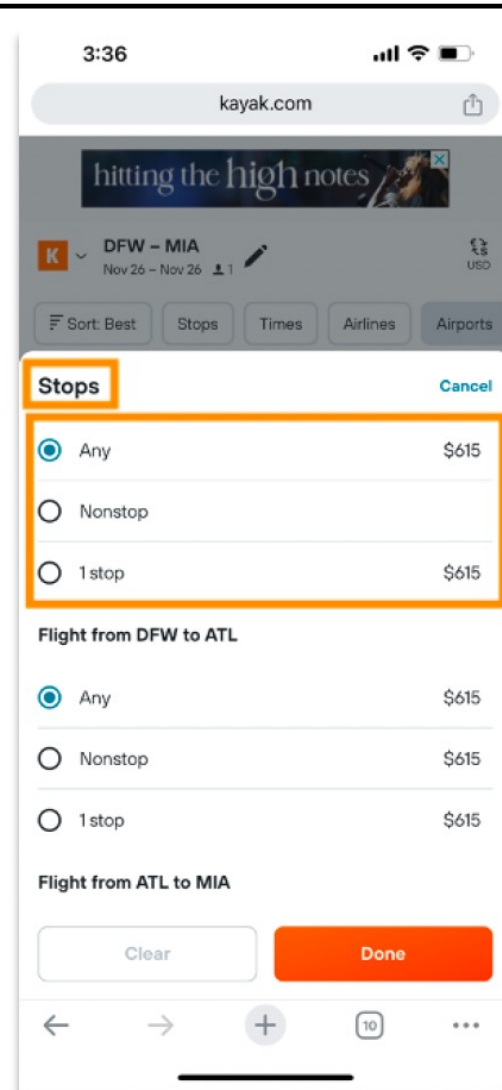 3:36
kayak.com
hitting the high notes
K
DFW – MIA
Nov 26 – Nov 26 1
USD
Sort: Best Stops Times Airlines Airports
Stops Cancel
Any $615
Nonstop
1 stop $615
Flight from DFW to ATL
Any $615
Nonstop $615
1 stop $615
Flight from ATL to MIA
Clear Done
10